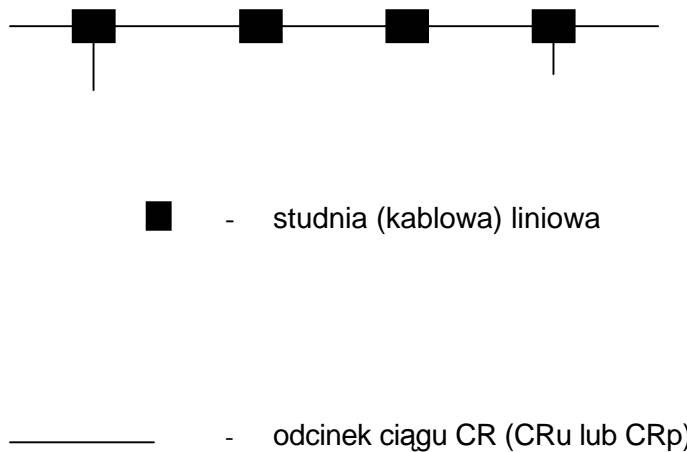 - studnia (kablowa) liniowa
- odcinek ciągu CR (CRu lub CRp)